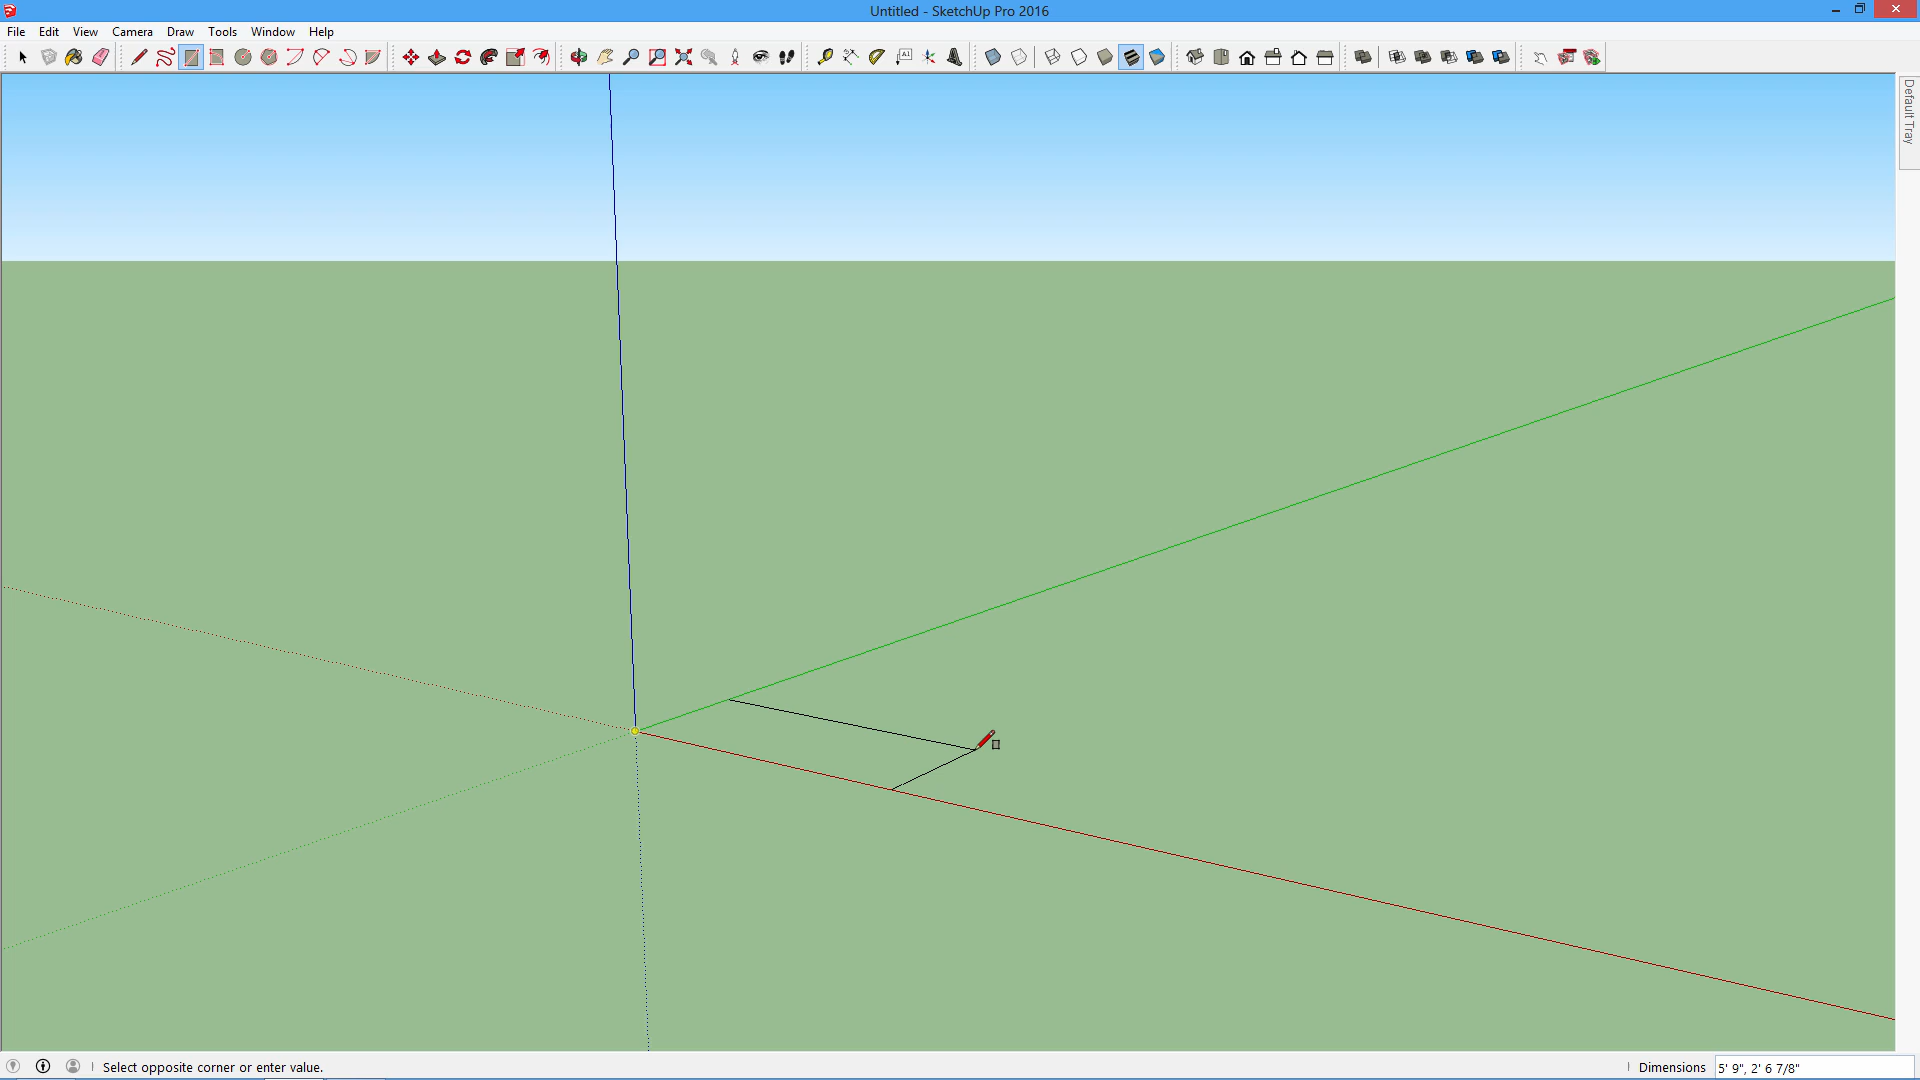 Untitled - SketchUp Pro 2016
File Edit View Camera Draw Tools Window Help
A1
Default Tray
Select opposite corner or enter value.
Dimensions 5' 9", 2' 6 7/8"